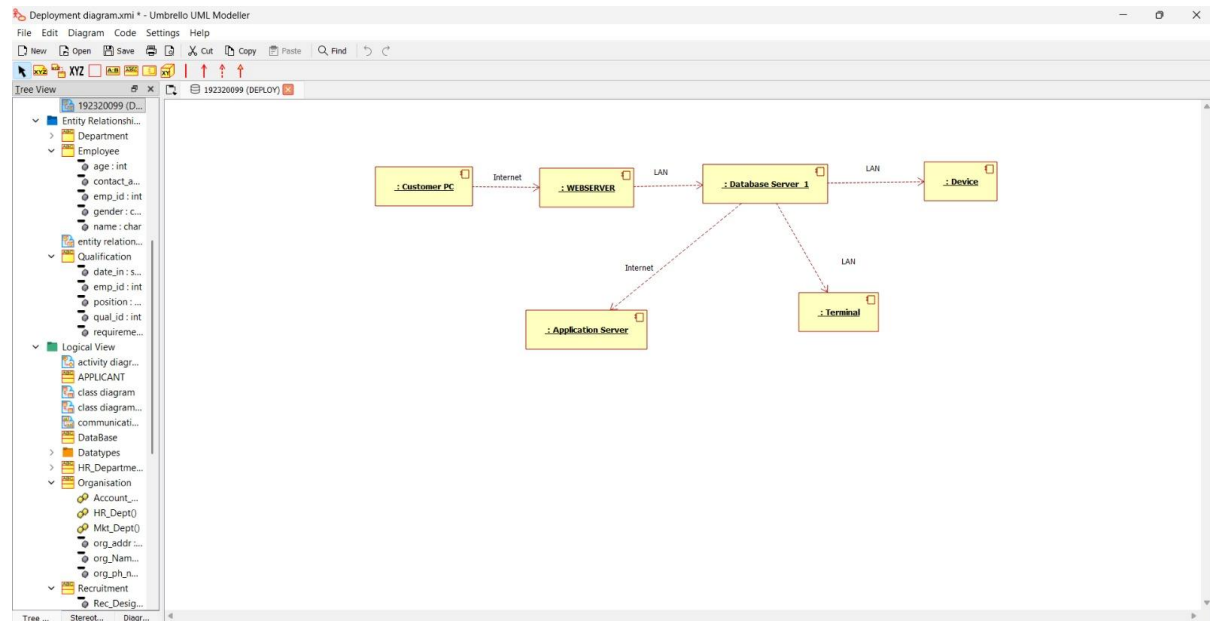 Deployment diagram.xmi * - Umbrello UML Modeller
File Edit Diagram Code Settings Help
New Open Save Cut Copy Paste Find
XYZ
Tree View
192320099 (DEPLOY)
192320099 (D...
Entity Relationshi...
Department
Employee
age : int
contact_a...
emp_id : int
gender : c...
name : char
entity relation...
Qualification
date_in : s...
emp_id : int
position : ...
qual_id : int
requireme...
Logical View
activity diagr...
APPLICANT
class diagram
class diagram...
communicati...
DataBase
Datatypes
HR_Departme...
Organisation
Account_...
HR_Dept()
Mkt_Dept()
org_addr :...
org_Nam...
org_ph_n...
Recruitment
Rec_Desig...
Tree ... Stereot... Diagr...
: Customer PC
Internet
: WEBSERVER
LAN
: Database Server_1
LAN
: Device
Internet
LAN
: Application Server
: Terminal